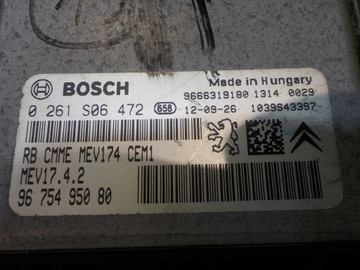 BOSCH
Made in Hungary
9666319180 1314 0029
0 261 S06 472 658 12-09-26 1039S43397
RB CMME MEV174 CEM1
MEV17.4.2
96 754 950 80